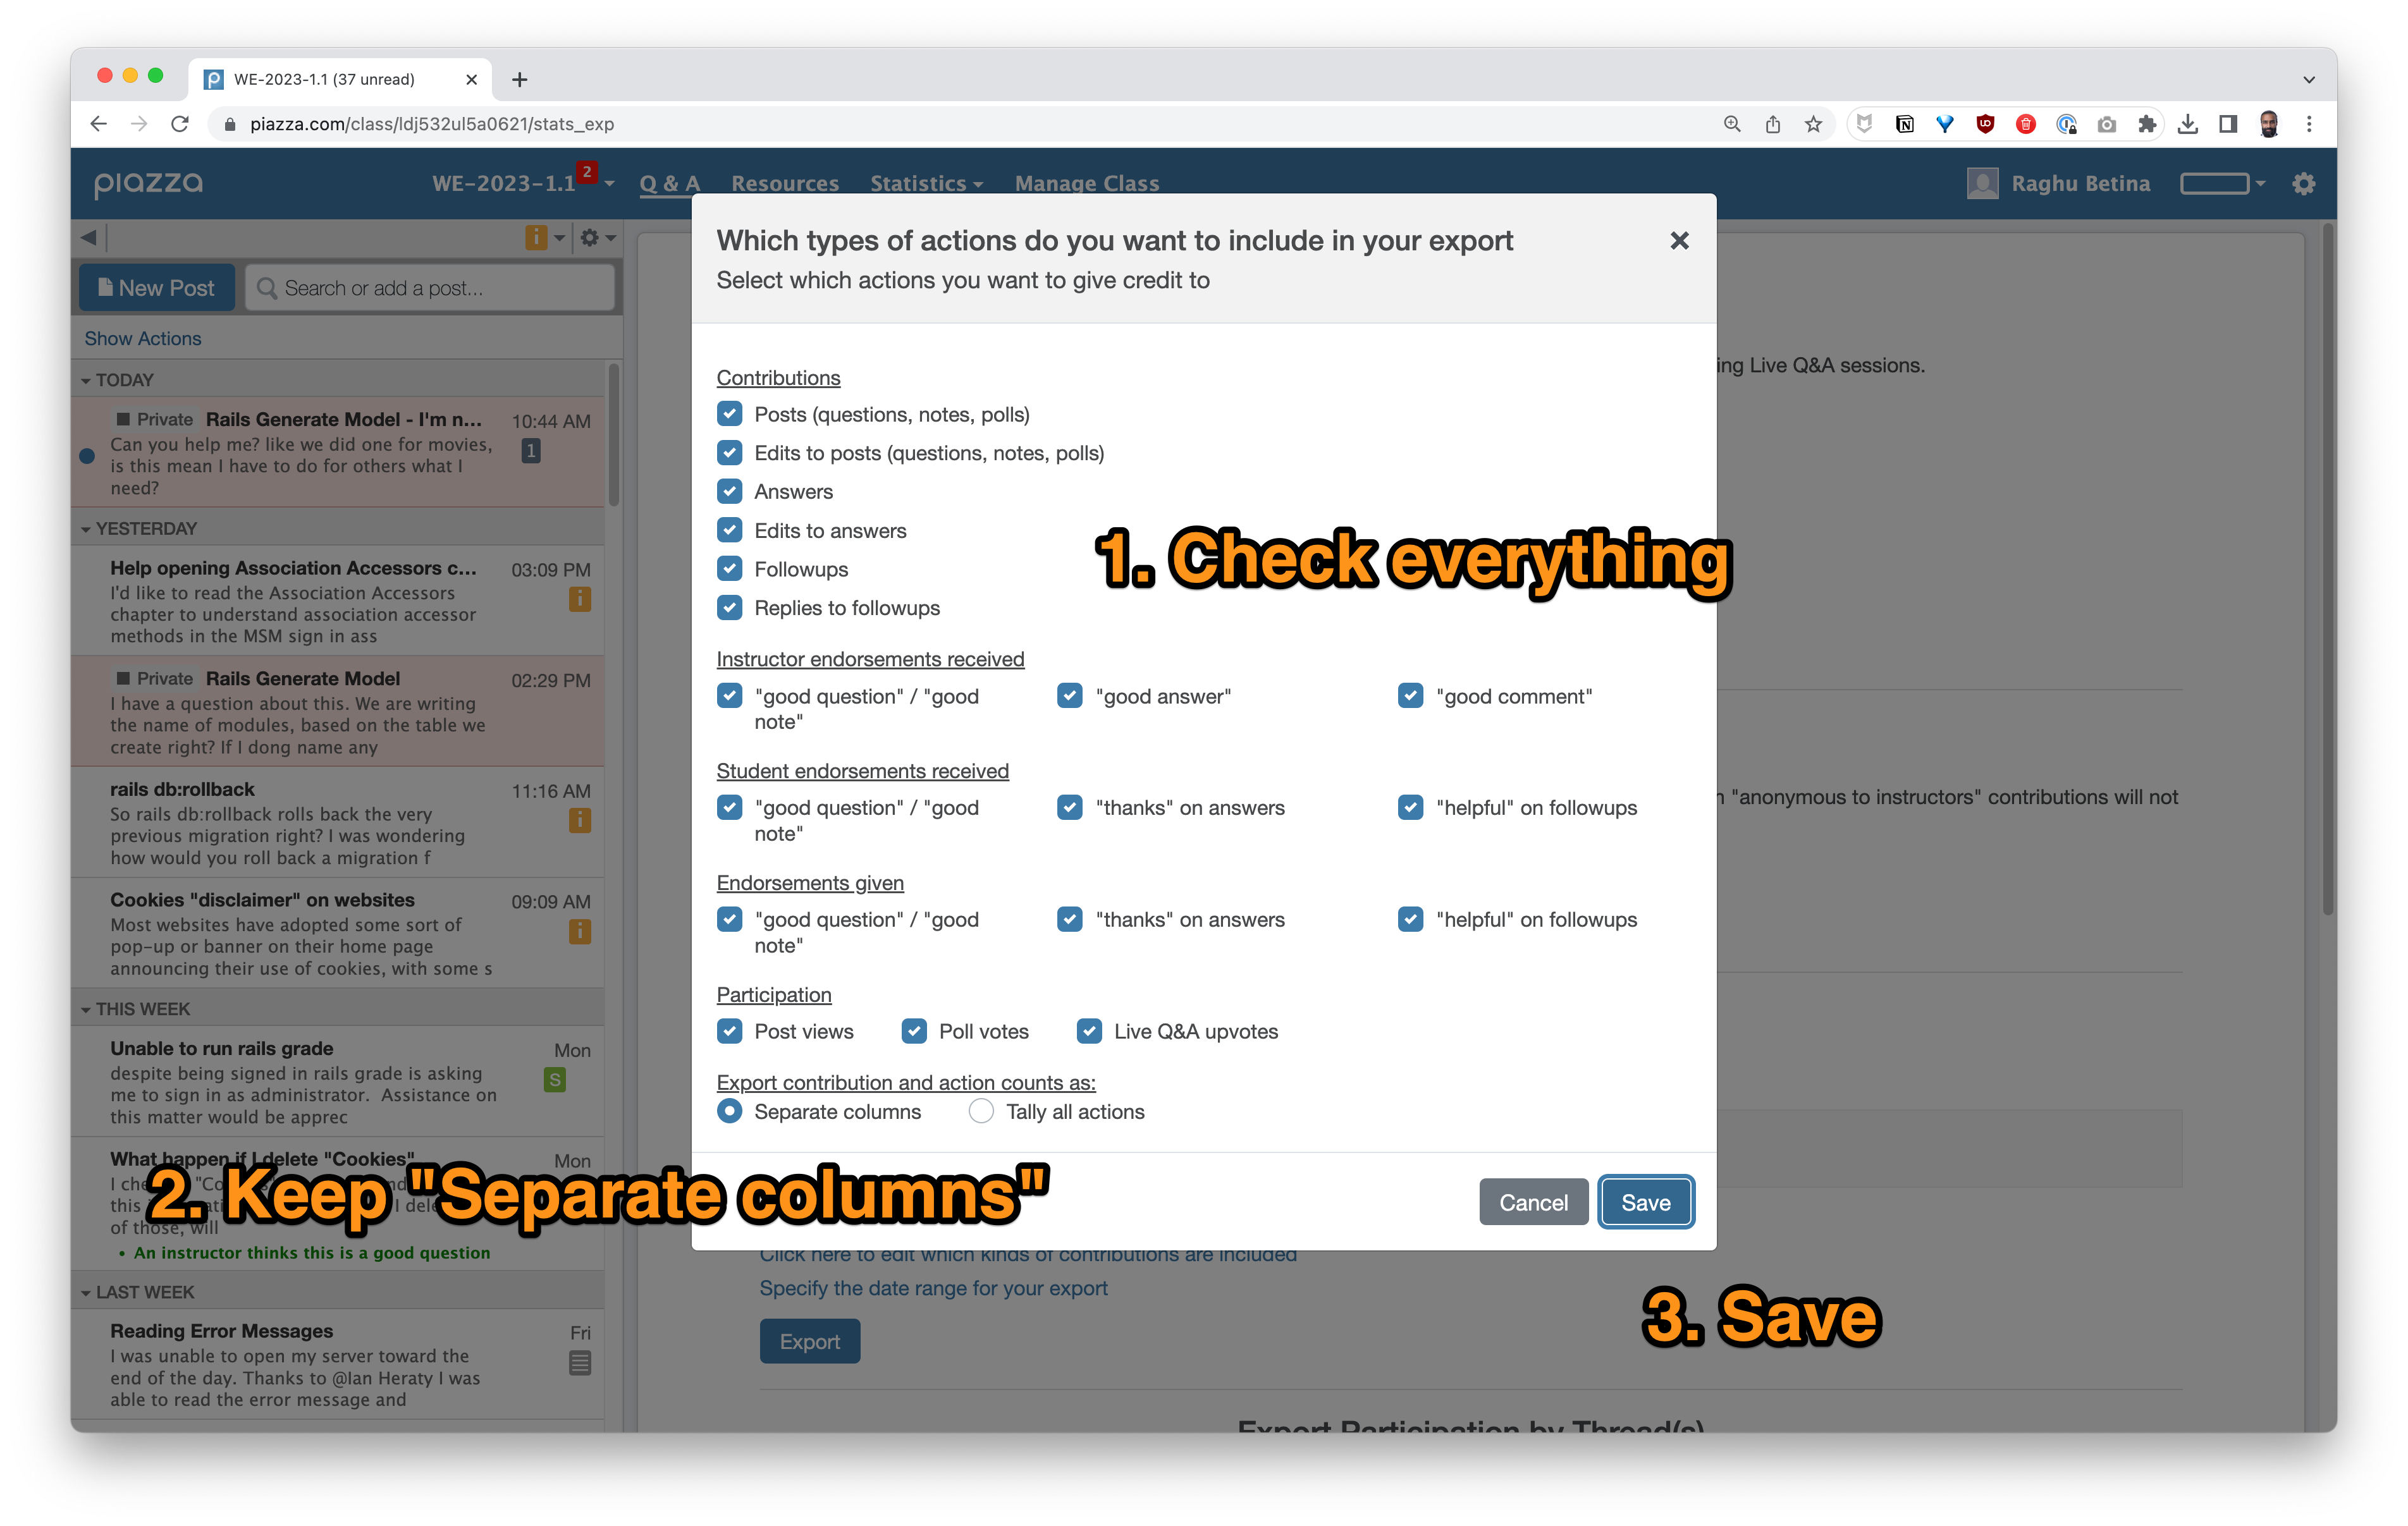 WE-2023-1.1 (37 unread)
piazza.com/class/ldj532ul5a0621/stats_exp
piazza
WE-2023-1.1
2
Q & A
Resources
Statistics
Manage Class
Raghu Betina
New Post
Search or add a post...
Show Actions
TODAY
Private Rails Generate Model - I'm n... 10:44 AM
Can you help me? like we did one for movies,
1
is this mean I have to do for others what I
need?
YESTERDAY
Help opening Association Accessors c... 03:09 PM
I'd like to read the Association Accessors
i
chapter to understand association accessor
methods in the MSM sign in ass
Private Rails Generate Model 02:29 PM
I have a question about this. We are writing
the name of modules, based on the table we
create right? If I dong name any
rails db:rollback 11:16 AM
So rails db:rollback rolls back the very
i
previous migration right? I was wondering
how would you roll back a migration f
Cookies "disclaimer" on websites 09:09 AM
Most websites have adopted some sort of
i
pop-up or banner on their home page
announcing their use of cookies, with some s
THIS WEEK
Unable to run rails grade Mon
despite being signed in rails grade is asking
S
me to sign in as administrator. Assistance on
this matter would be apprec
What happen if I delete "Cookies" Mon
of those, will
• An instructor thinks this is a good question
LAST WEEK
Reading Error Messages Fri
I was unable to open my server toward the
end of the day. Thanks to @Ian Heraty I was
able to read the error message and
Which types of actions do you want to include in your export
Select which actions you want to give credit to
Contributions
Posts (questions, notes, polls)
Edits to posts (questions, notes, polls)
Answers
Edits to answers
Followups
Replies to followups
1. Check everything
Instructor endorsements received
"good question" / "good note"
"good answer"
"good comment"
Student endorsements received
"good question" / "good note"
"thanks" on answers
"helpful" on followups
Endorsements given
"good question" / "good note"
"thanks" on answers
"helpful" on followups
Participation
Post views
Poll votes
Live Q&A upvotes
Export contribution and action counts as:
Separate columns
Tally all actions
2. Keep "Separate columns"
Cancel
Save
3. Save
ing Live Q&A sessions.
"anonymous to instructors" contributions will not
Click here to edit which kinds of contributions are included
Specify the date range for your export
Export
Export Participation by Thread(s)